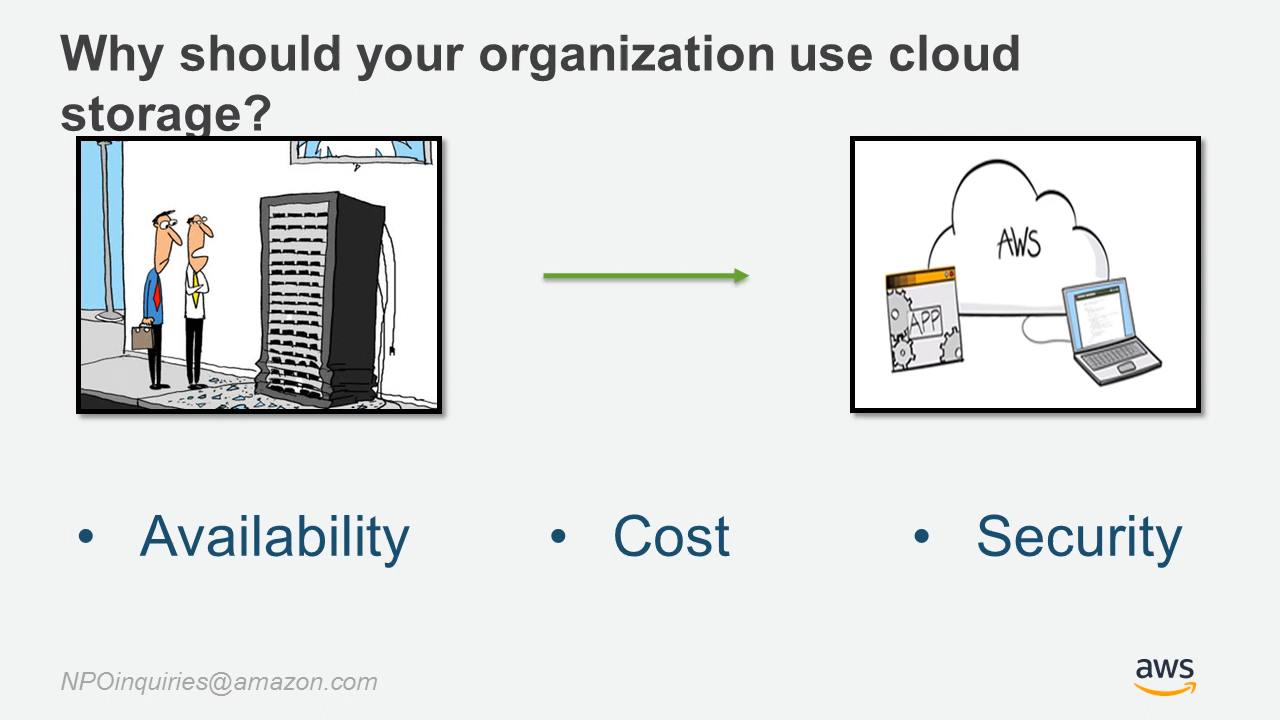 Why should your organization use cloud
storage?
AWS
APP
• Availability
• Cost
• Security
NPOinquiries@amazon.com
aws